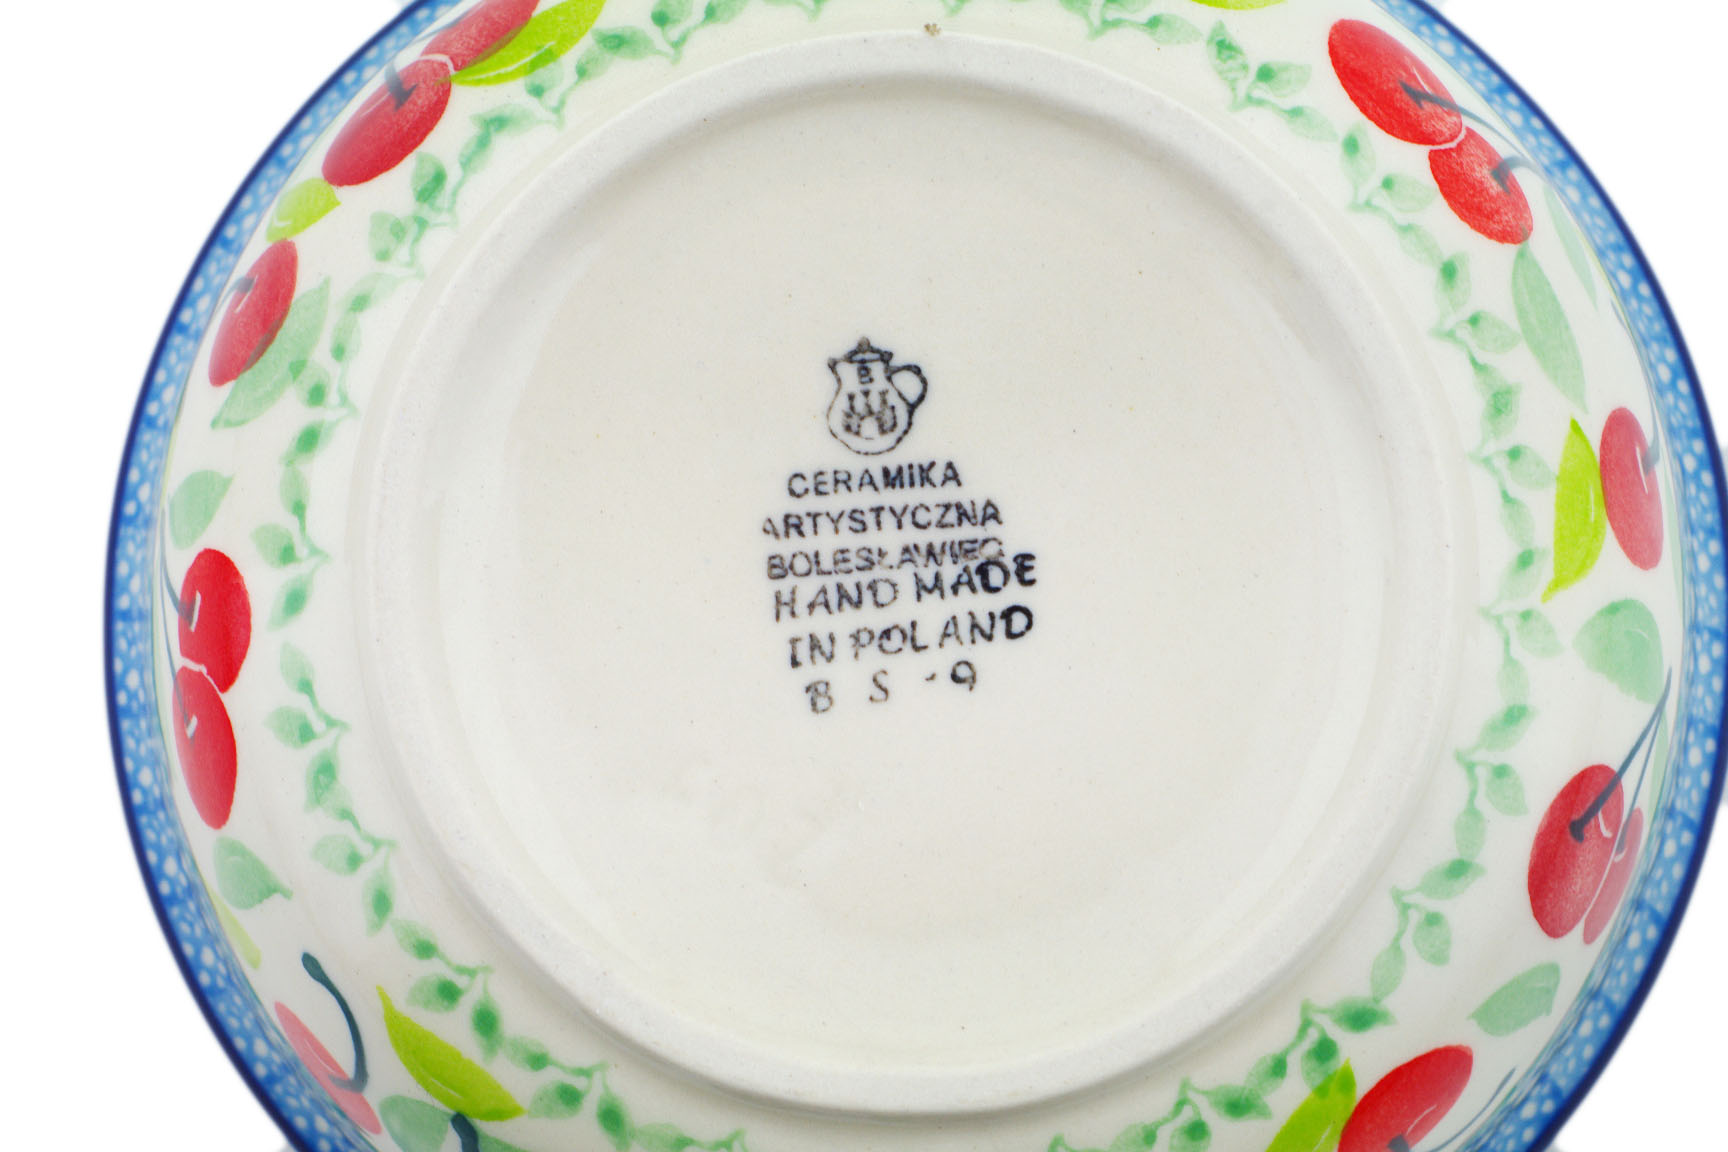 B
CERAMIKA
ARTYSTYCZNA
BOLESŁAWIEC
HAND MADE
IN POLAND
B S -9